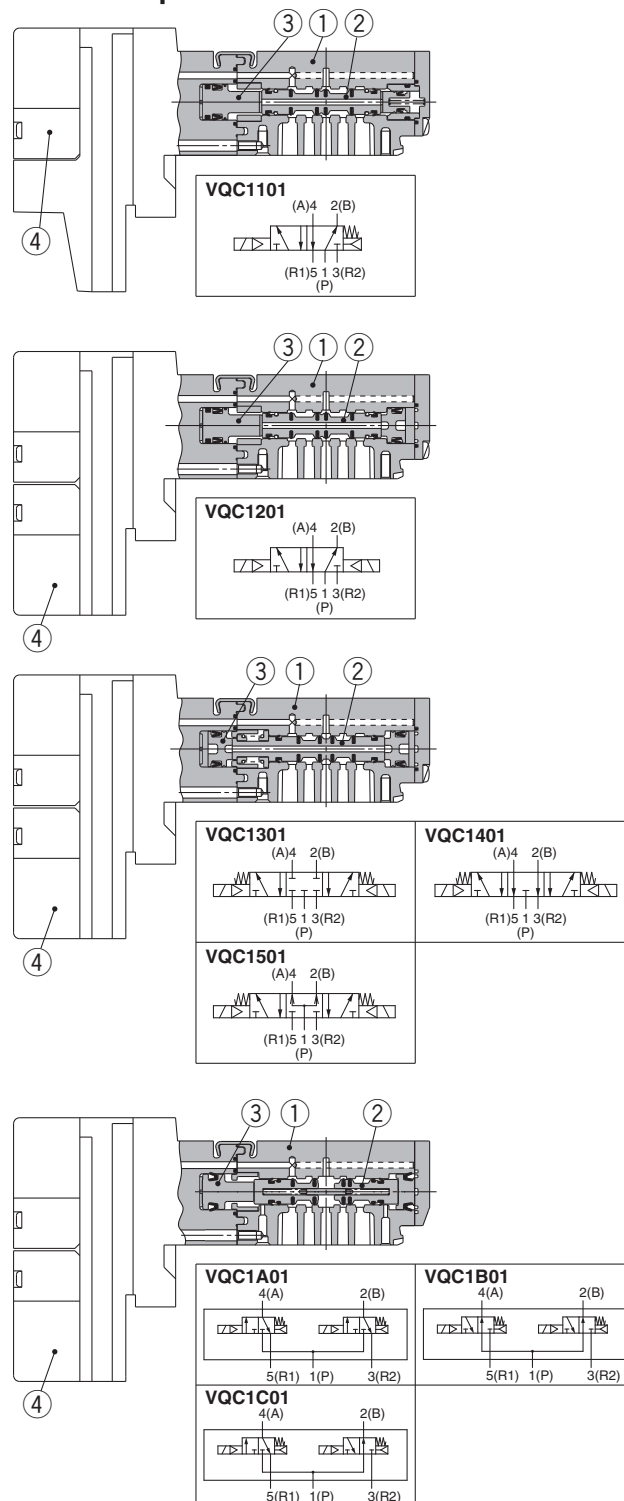 ③ ① ②
④
VQC1101
(A)4 2(B)
(R1)5 1 3(R2)
(P)
③ ① ②
④
VQC1201
(A)4 2(B)
(R1)5 1 3(R2)
(P)
③ ① ②
④
VQC1301
(A)4 2(B)
(R1)5 1 3(R2)
(P)
VQC1401
(A)4 2(B)
(R1)5 1 3(R2)
(P)
VQC1501
(A)4 2(B)
(R1)5 1 3(R2)
(P)
③ ① ②
④
VQC1A01
4(A) 2(B)
5(R1) 1(P) 3(R2)
VQC1B01
4(A) 2(B)
5(R1) 1(P) 3(R2)
VQC1C01
4(A) 2(B)
5(R1) 1(P) 3(R2)